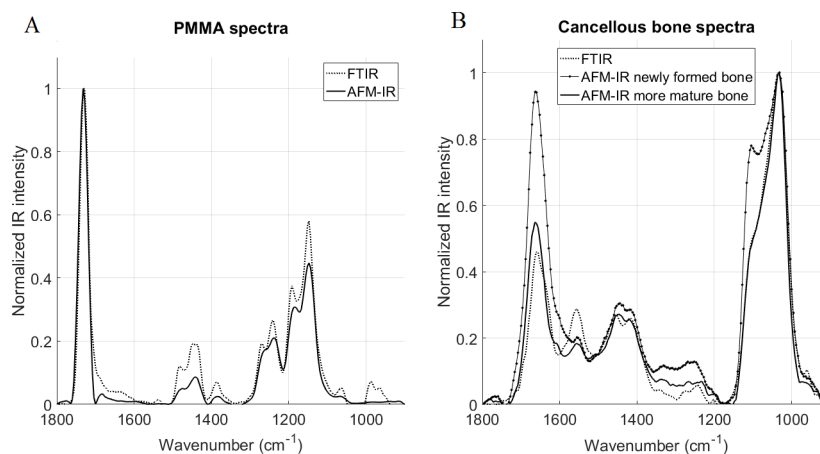 A
PMMA spectra
FTIR
AFM-IR
Normalized IR intensity
1
0.8
0.6
0.4
0.2
0
1800
1600
1400
1200
1000
Wavenumber (cm⁻¹)
B
Cancellous bone spectra
FTIR
AFM-IR newly formed bone
AFM-IR more mature bone
Normalized IR intensity
1
0.8
0.6
0.4
0.2
0
1800
1600
1400
1200
1000
Wavenumber (cm⁻¹)